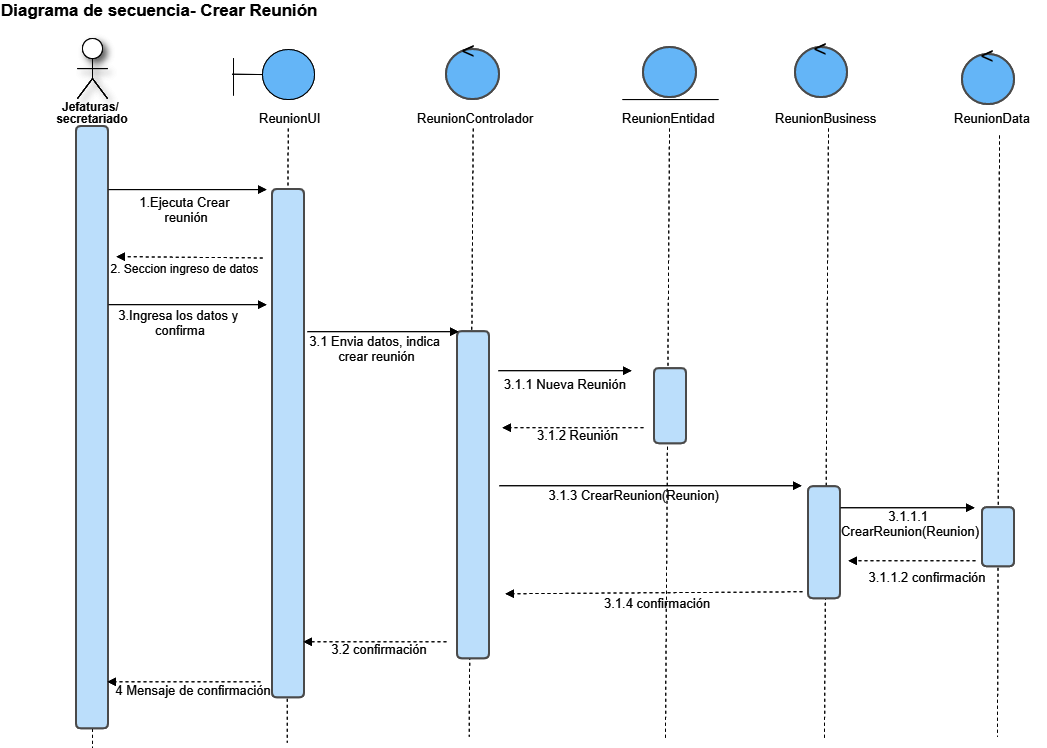 Diagrama de secuencia- Crear Reunión
Jefaturas/
secretariado
ReunionUI
ReunionControlador
ReunionEntidad
ReunionBusiness
ReunionData
1.Ejecuta Crear
reunión
2. Seccion ingreso de datos
3.Ingresa los datos y
confirma
3.1 Envia datos, indica
crear reunión
3.1.1 Nueva Reunión
3.1.2 Reunión
3.1.3 CrearReunion(Reunion)
3.1.1.1
CrearReunion(Reunion)
3.1.1.2 confirmación
3.1.4 confirmación
3.2 confirmación
4 Mensaje de confirmación